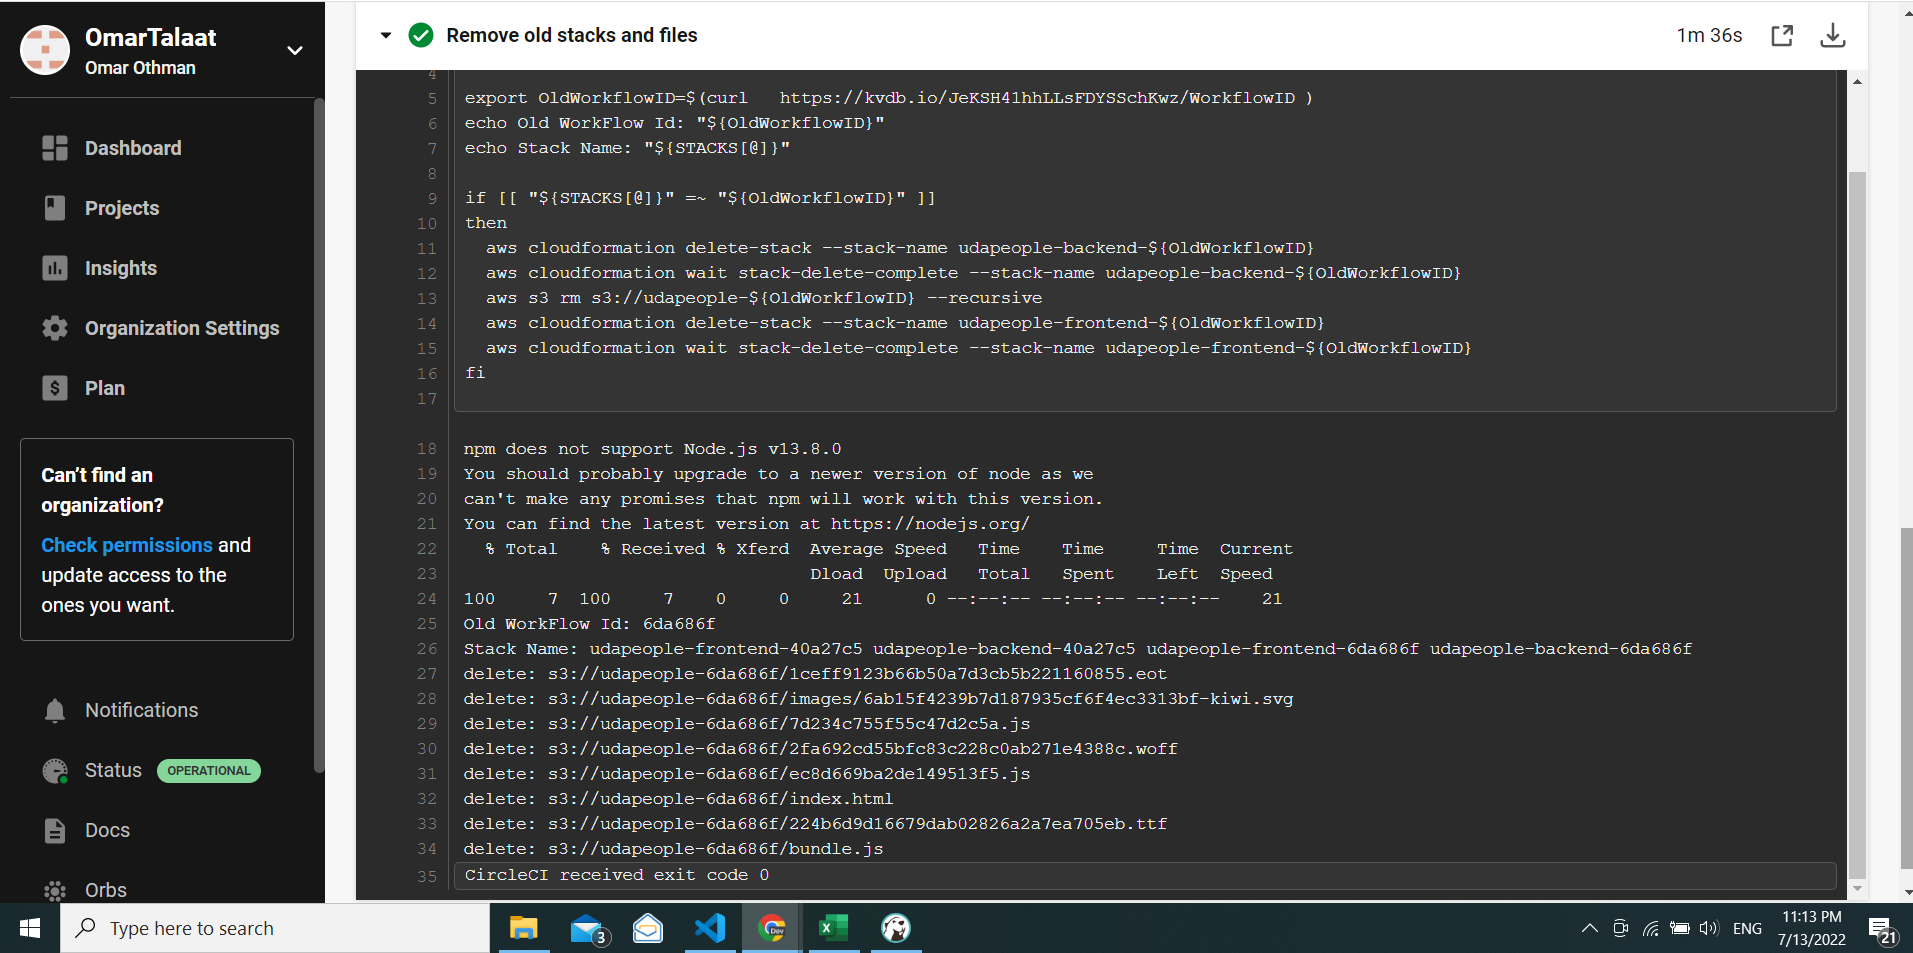 OmarTalaat
Omar Othman
Dashboard
Projects
Insights
Organization Settings
Plan
Can't find an
organization?
Check permissions and
update access to the
ones you want.
Notifications
Status OPERATIONAL
Docs
Orbs
Remove old stacks and files 1m 36s
4
5 export OldWorkflowID=$(curl   https://kvdb.io/JeKSH41hhLLsFDYSSchKwz/WorkflowID )
6 echo Old WorkFlow Id: "${OldWorkflowID}"
7 echo Stack Name: "${STACKS[@]}"
8
9 if [[ "${STACKS[@]}" =~ "${OldWorkflowID}" ]]
10 then
11   aws cloudformation delete-stack --stack-name udapeople-backend-${OldWorkflowID}
12   aws cloudformation wait stack-delete-complete --stack-name udapeople-backend-${OldWorkflowID}
13   aws s3 rm s3://udapeople-${OldWorkflowID} --recursive
14   aws cloudformation delete-stack --stack-name udapeople-frontend-${OldWorkflowID}
15   aws cloudformation wait stack-delete-complete --stack-name udapeople-frontend-${OldWorkflowID}
16 fi
17
18 npm does not support Node.js v13.8.0
19 You should probably upgrade to a newer version of node as we
20 can't make any promises that npm will work with this version.
21 You can find the latest version at https://nodejs.org/
22   % Total    % Received % Xferd  Average Speed   Time    Time     Time  Current
23                                  Dload  Upload   Total   Spent    Left  Speed
24 100     7  100     7    0     0     21      0 --:--:-- --:--:-- --:--:--    21
25 Old WorkFlow Id: 6da686f
26 Stack Name: udapeople-frontend-40a27c5 udapeople-backend-40a27c5 udapeople-frontend-6da686f udapeople-backend-6da686f
27 delete: s3://udapeople-6da686f/1ceff9123b66b50a7d3cb5b221160855.eot
28 delete: s3://udapeople-6da686f/images/6ab15f4239b7d187935cf6f4ec3313bf-kiwi.svg
29 delete: s3://udapeople-6da686f/7d234c755f55c47d2c5a.js
30 delete: s3://udapeople-6da686f/2fa692cd55bfc83c228c0ab271e4388c.woff
31 delete: s3://udapeople-6da686f/ec8d669ba2de149513f5.js
32 delete: s3://udapeople-6da686f/index.html
33 delete: s3://udapeople-6da686f/224b6d9d16679dab02826a2a7ea705eb.ttf
34 delete: s3://udapeople-6da686f/bundle.js
35 CircleCI received exit code 0
Type here to search
3
Dev
ENG
11:13 PM
7/13/2022
21